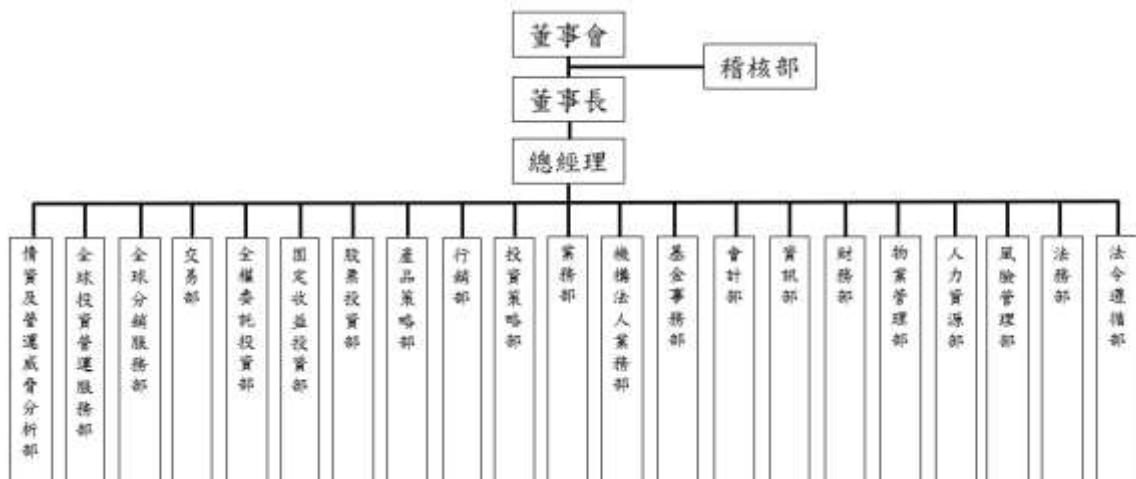 董事會
稽核部
董事長
總經理
情資及營運威脅分析部
全球投資營運服務部
全球分銷服務部
交易部
全權委託投資部
固定收益投資部
股票投資部
產品策略部
行銷部
投資策略部
業務部
機構法人業務部
基金事務部
會計部
資訊部
財務部
物業管理部
人力資源部
風險管理部
法務部
法令遵循部